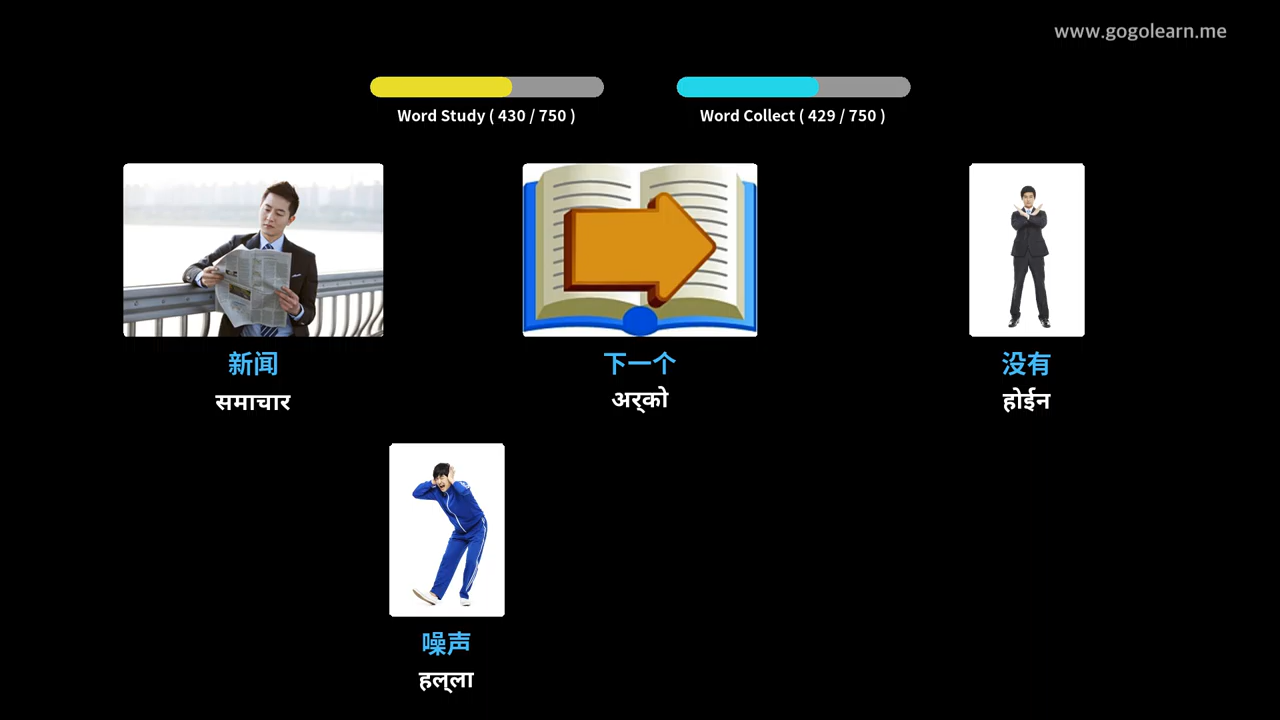 www.gogolearn.me
Word Study ( 430 / 750 )
Word Collect ( 429 / 750 )
新闻
समाचार
下一个
अर्‌को
没有
होईन
噪声
हल्‌ला